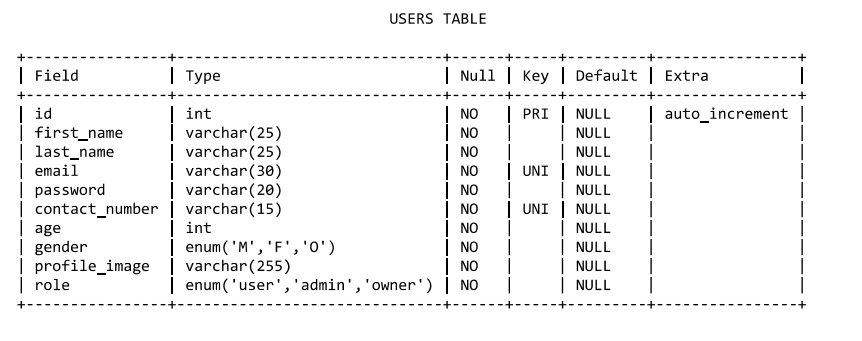 USERS TABLE
+----------------+------------------------------+------+-----+---------+----------------+
| Field          | Type                         | Null | Key | Default | Extra          |
+----------------+------------------------------+------+-----+---------+----------------+
| id             | int                          | NO   | PRI | NULL    | auto_increment |
| first_name     | varchar(25)                  | NO   |     | NULL    |                |
| last_name      | varchar(25)                  | NO   |     | NULL    |                |
| email          | varchar(30)                  | NO   | UNI | NULL    |                |
| password       | varchar(20)                  | NO   |     | NULL    |                |
| contact_number | varchar(15)                  | NO   | UNI | NULL    |                |
| age            | int                          | NO   |     | NULL    |                |
| gender         | enum('M','F','O')            | NO   |     | NULL    |                |
| profile_image  | varchar(255)                 | NO   |     | NULL    |                |
| role           | enum('user','admin','owner') | NO   |     | NULL    |                |
+----------------+------------------------------+------+-----+---------+----------------+